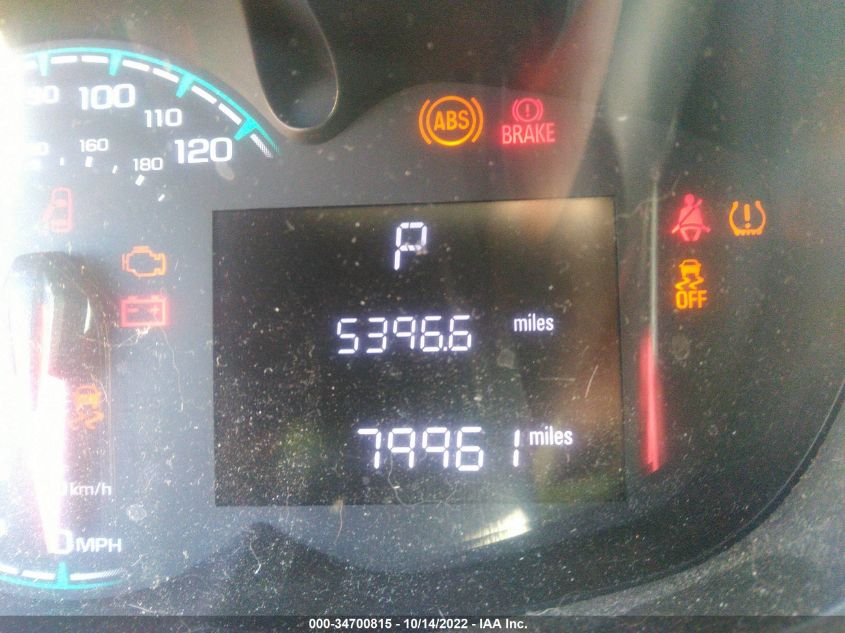 100
110
120
160
180
ABS
BRAKE
OFF
P
5396.6 miles
79961 miles
km/h
MPH
000-34700815 - 10/14/2022 - IAA Inc.